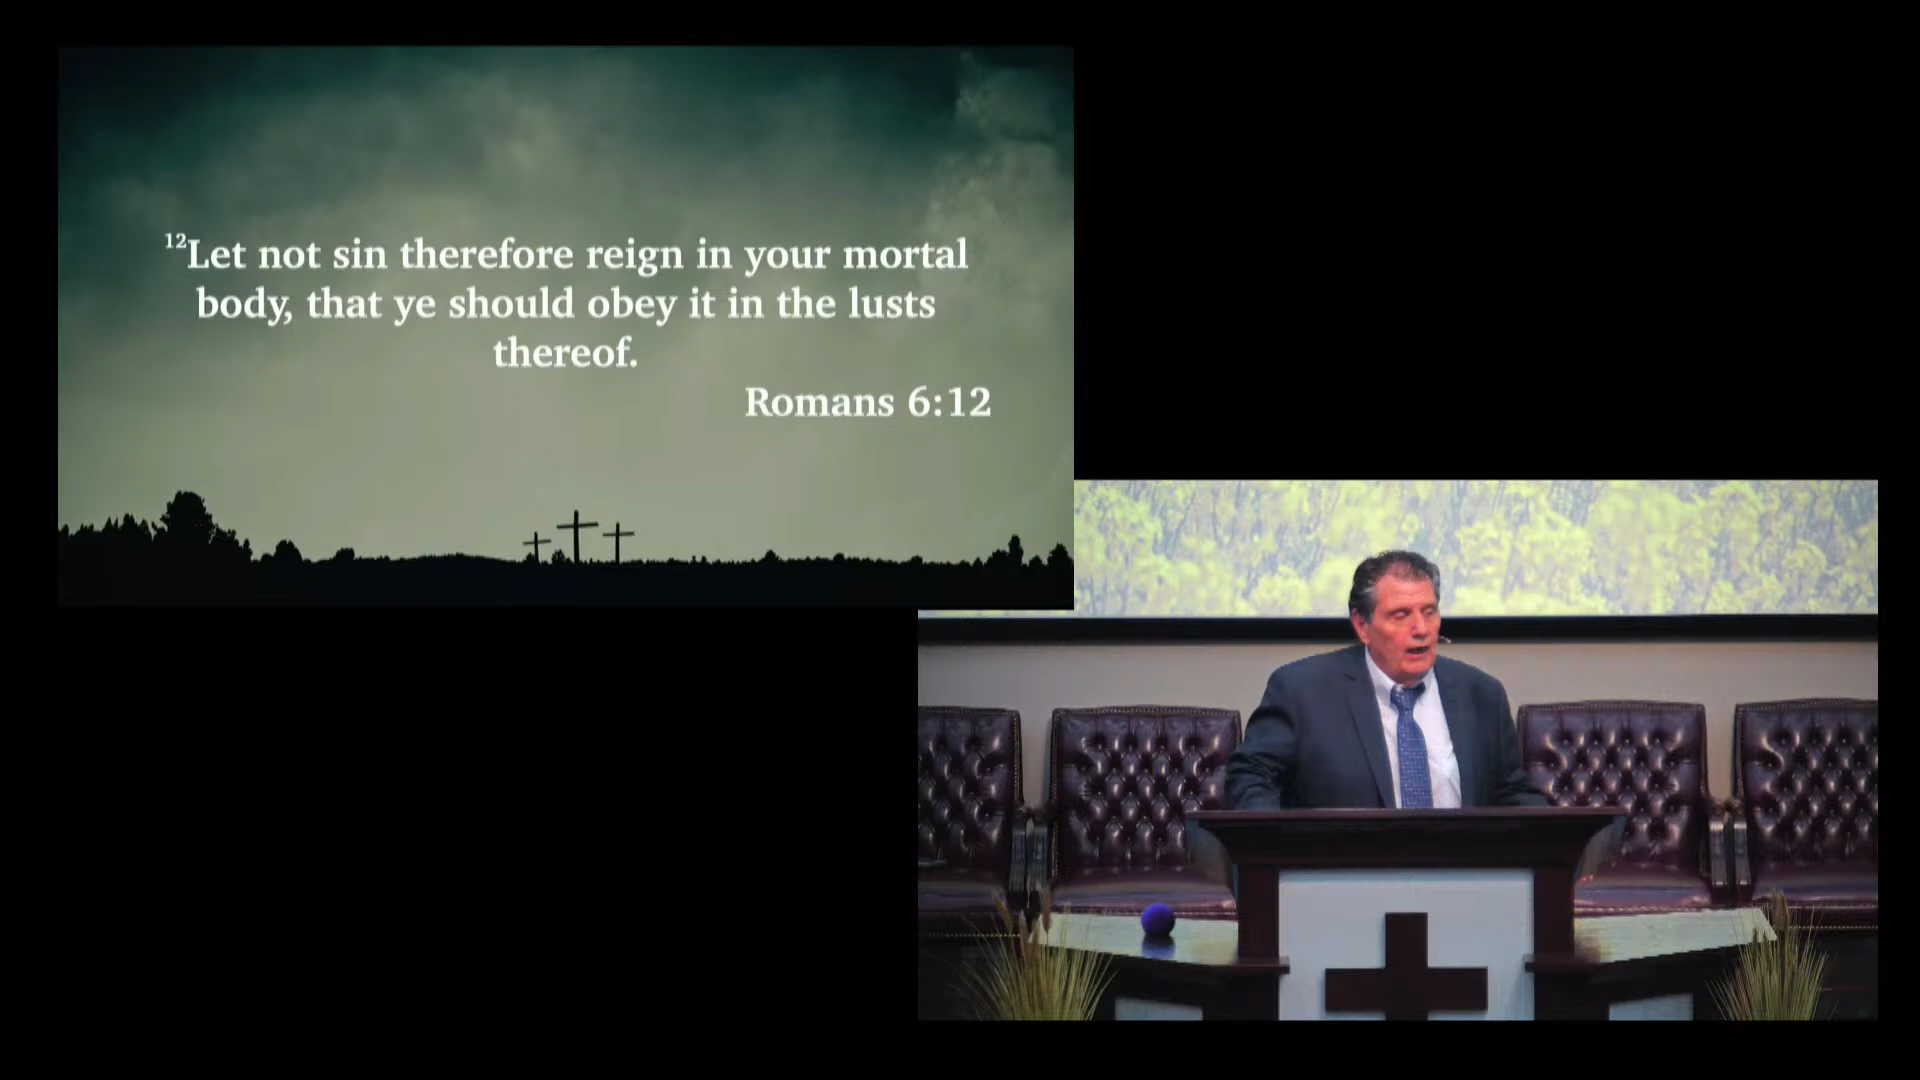 ¹²Let not sin therefore reign in your mortal
body, that ye should obey it in the lusts
thereof.
Romans 6:12